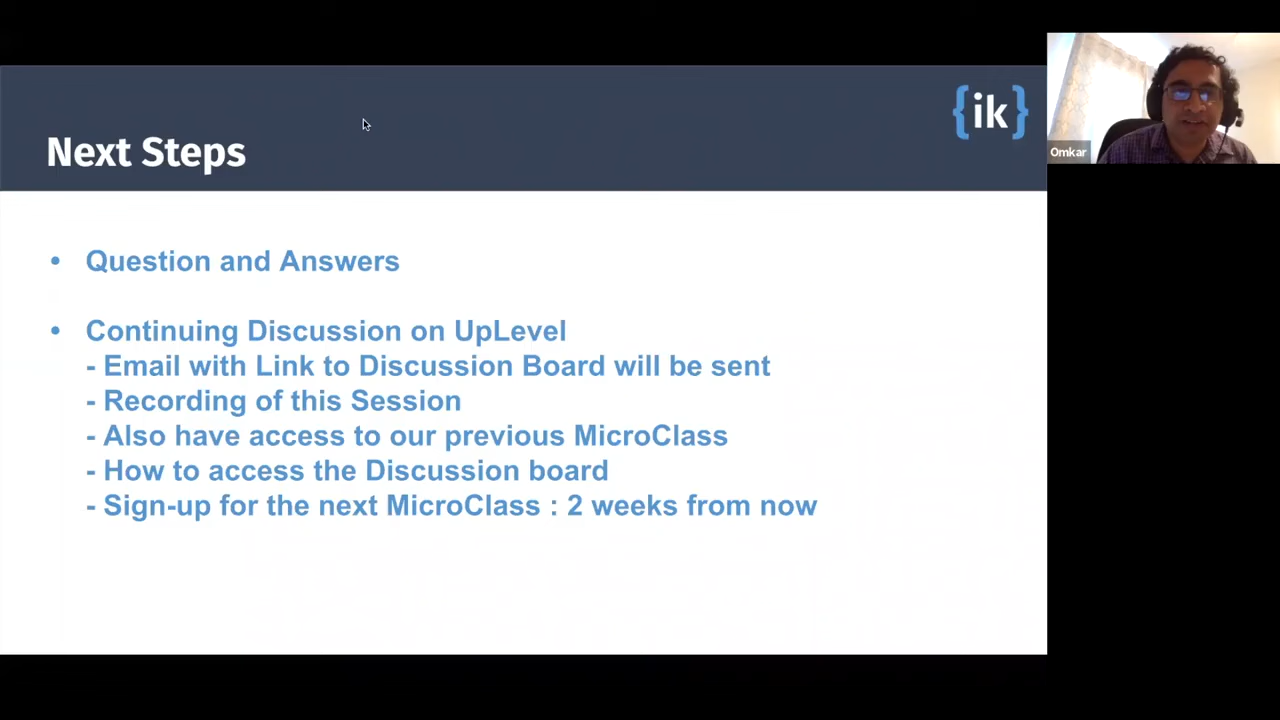 {ik}
Next Steps
Omkar
• Question and Answers
• Continuing Discussion on UpLevel
- Email with Link to Discussion Board will be sent
- Recording of this Session
- Also have access to our previous MicroClass
- How to access the Discussion board
- Sign-up for the next MicroClass : 2 weeks from now